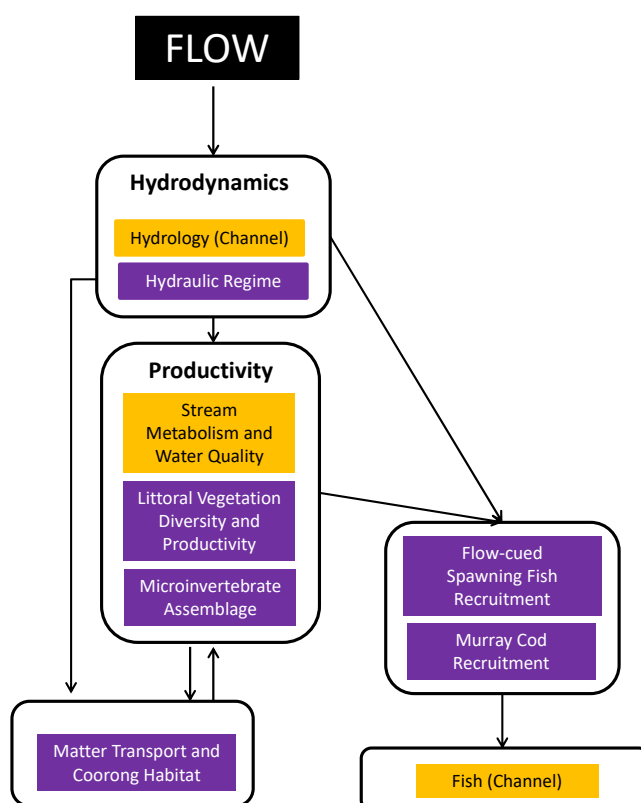 FLOW
Hydrodynamics
Hydrology (Channel)
Hydraulic Regime
Productivity
Stream
Metabolism and
Water Quality
Littoral Vegetation
Diversity and
Productivity
Microinvertebrate
Assemblage
Flow-cued
Spawning Fish
Recruitment
Murray Cod
Recruitment
Matter Transport and
Coorong Habitat
Fish (Channel)